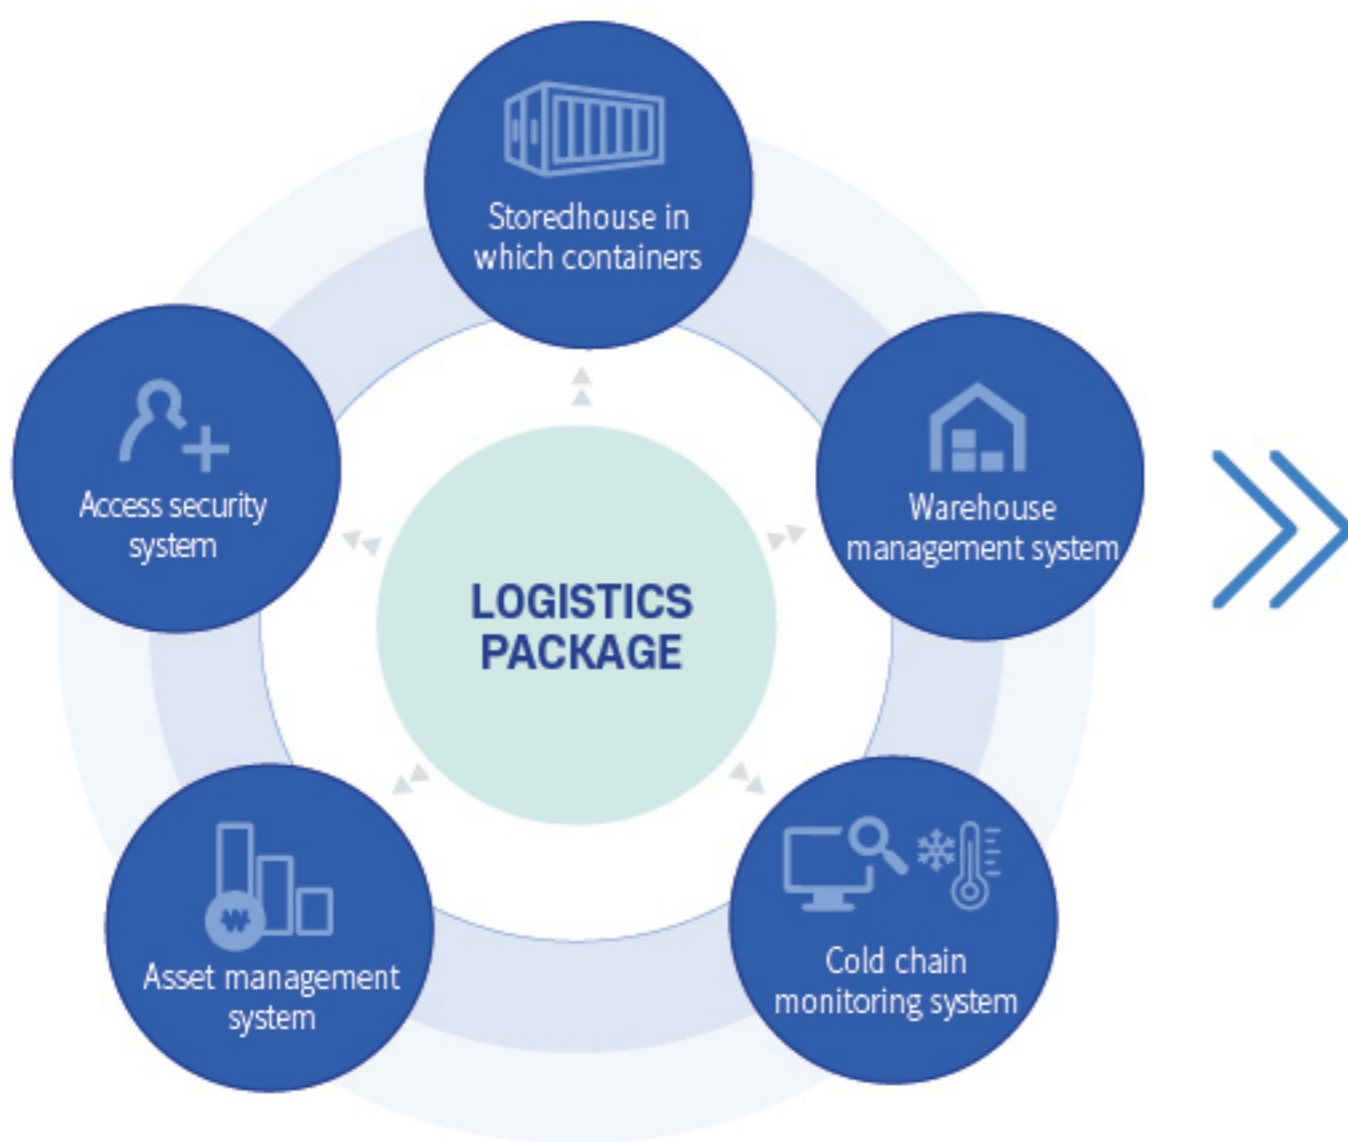 Storedhouse in
which containers
Access security
system
Warehouse
management system
LOGISTICS
PACKAGE
Asset management
system
Cold chain
monitoring system
₩